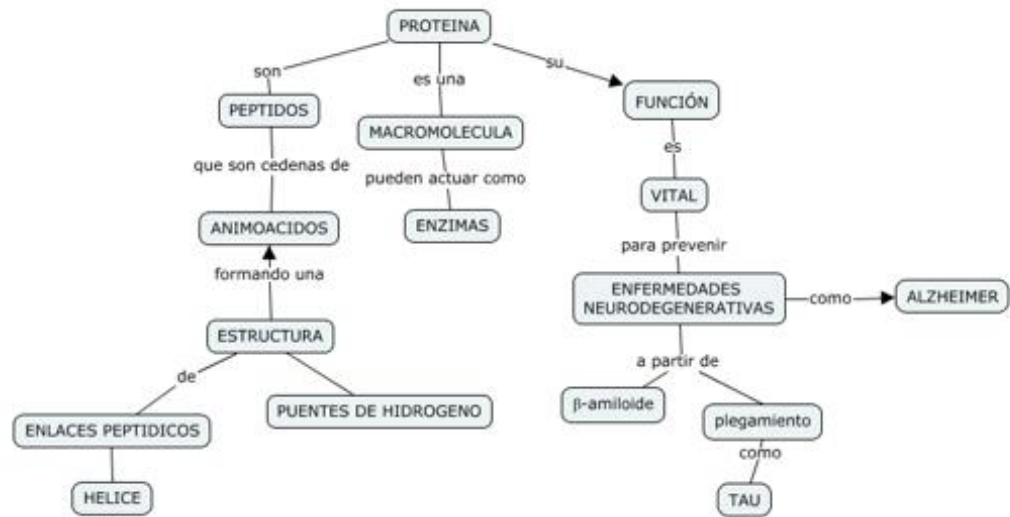 PROTEINA
son
es una
su
PEPTIDOS
MACROMOLECULA
FUNCIÓN
que son cedenas de
pueden actuar como
es
ANIMOACIDOS
ENZIMAS
VITAL
formando una
para prevenir
ESTRUCTURA
ENFERMEDADES
NEURODEGENERATIVAS
como
ALZHEIMER
de
a partir de
ENLACES PEPTIDICOS
PUENTES DE HIDROGENO
β-amiloide
plegamiento
como
HELICE
TAU